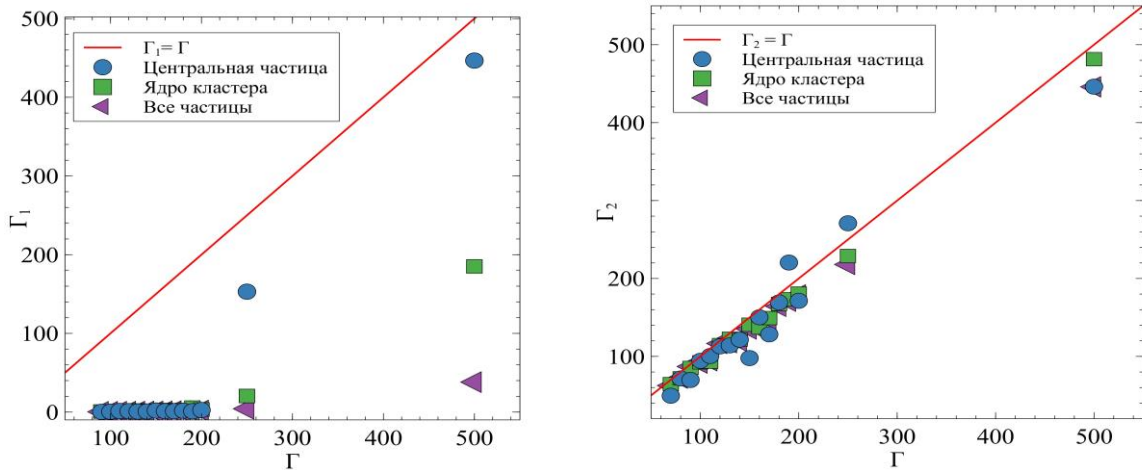 500
400
300
200
100
0
Γ₁
Γ₁= Γ
Центральная частица
Ядро кластера
Все частицы
100 200 300 400 500
Γ
500
400
200
100
Γ₂
Γ₂ = Γ
Центральная частица
Ядро кластера
Все частицы
100 200 300 400 500
Γ